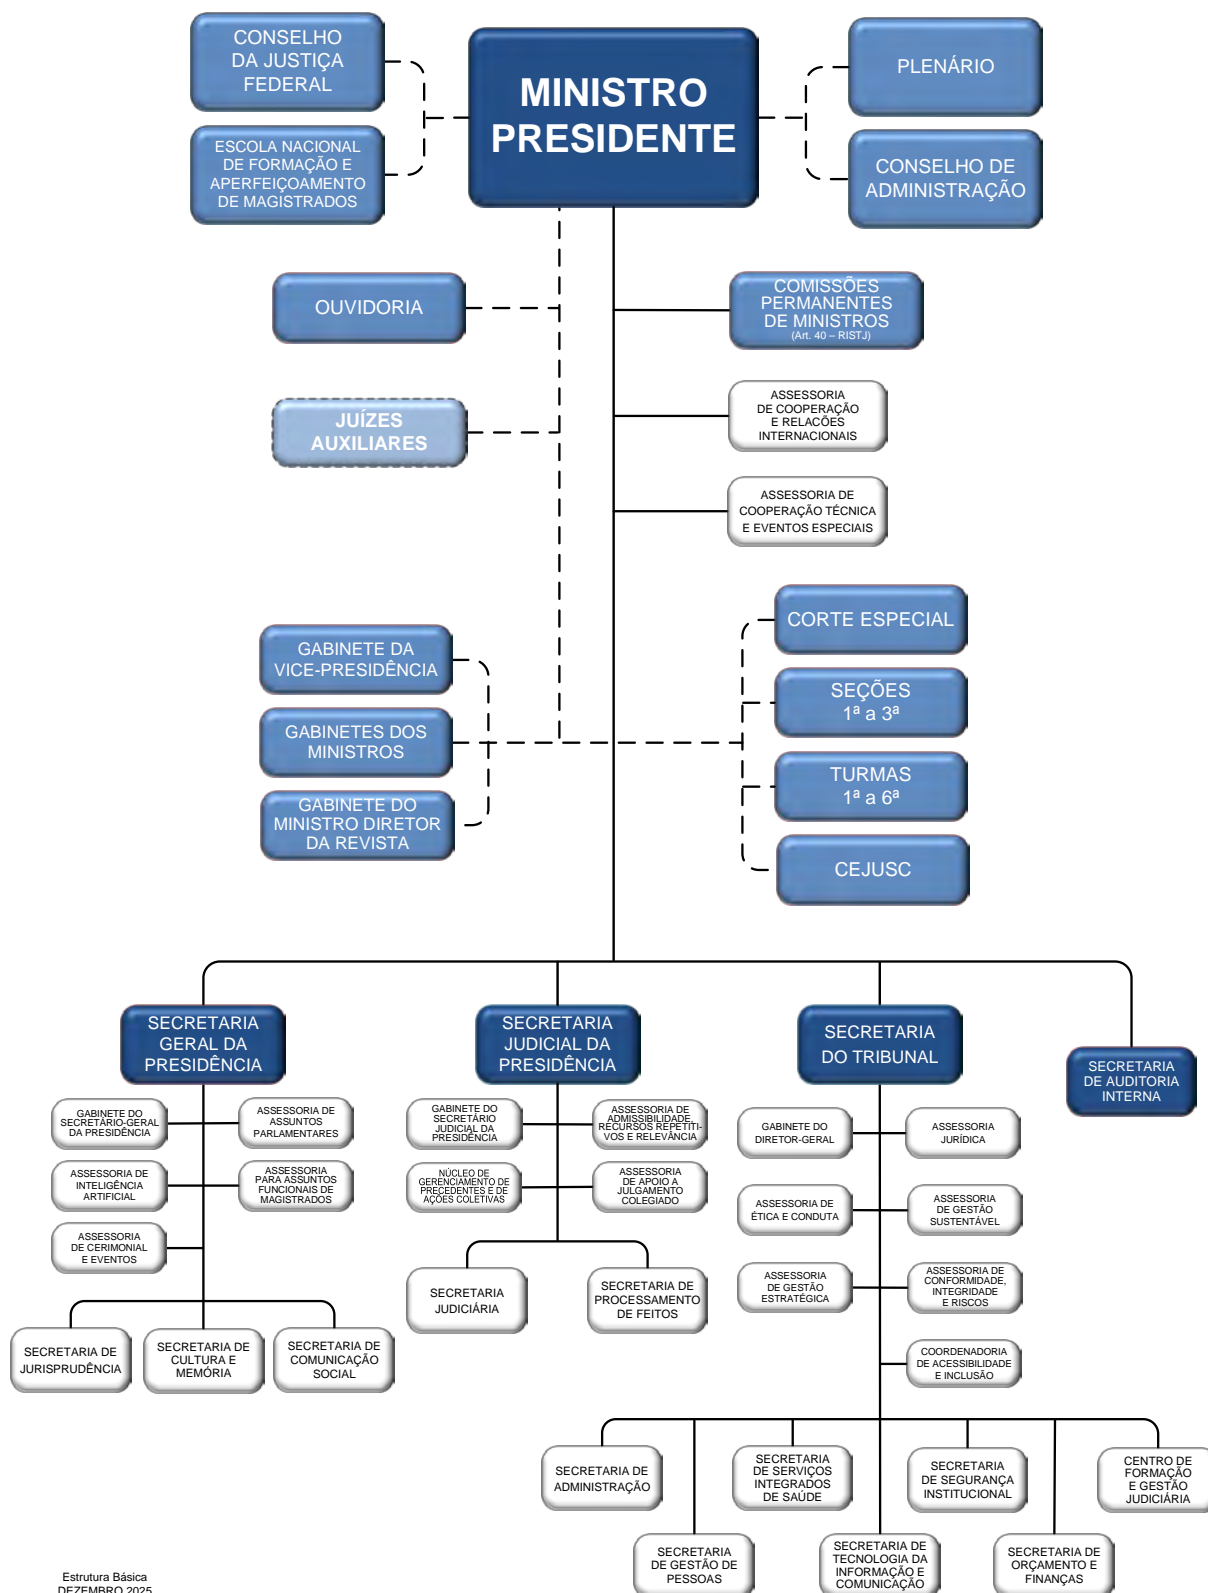 CONSELHO
DA JUSTIÇA
FEDERAL
ESCOLA NACIONAL
DE FORMAÇÃO E
APERFEIÇOAMENTO
DE MAGISTRADOS
MINISTRO
PRESIDENTE
PLENÁRIO
CONSELHO DE
ADMINISTRAÇÃO
OUVIDORIA
COMISSÕES
PERMANENTES
DE MINISTROS
(Art. 40 – RISTJ)
JUÍZES
AUXILIARES
ASSESSORIA
DE COOPERAÇÃO
E RELACÕES
INTERNACIONAIS
ASSESSORIA DE
COOPERAÇÃO TÉCNICA
E EVENTOS ESPECIAIS
GABINETE DA
VICE-PRESIDÊNCIA
GABINETES DOS
MINISTROS
GABINETE DO
MINISTRO DIRETOR
DA REVISTA
CORTE ESPECIAL
SEÇÕES
1ª a 3ª
TURMAS
1ª a 6ª
CEJUSC
SECRETARIA
GERAL DA
PRESIDÊNCIA
SECRETARIA
JUDICIAL DA
PRESIDÊNCIA
SECRETARIA
DO TRIBUNAL
SECRETARIA
DE AUDITORIA
INTERNA
GABINETE DO
SECRETÁRIO-GERAL
DA PRESIDÊNCIA
ASSESSORIA DE
ASSUNTOS
PARLAMENTARES
ASSESSORIA DE
INTELIGÊNCIA
ARTIFICIAL
ASSESSORIA
PARA ASSUNTOS
FUNCIONAIS DE
MAGISTRADOS
ASSESSORIA
DE CERIMONIAL
E EVENTOS
SECRETARIA DE
JURISPRUDÊNCIA
SECRETARIA DE
CULTURA E
MEMÓRIA
SECRETARIA DE
COMUNICAÇÃO
SOCIAL
GABINETE DO
SECRETÁRIO
JUDICIAL DA
PRESIDÊNCIA
ASSESSORIA DE
ADMISSIBILIDADE,
RECURSOS REPETITI-
VOS E RELEVÂNCIA
NÚCLEO DE
GERENCIAMENTO DE
PRECEDENTES E DE
AÇÕES COLETIVAS
ASSESSORIA
DE APOIO A
JULGAMENTO
COLEGIADO
SECRETARIA
JUDICIÁRIA
SECRETARIA DE
PROCESSAMENTO
DE FEITOS
GABINETE DO
DIRETOR-GERAL
ASSESSORIA
JURÍDICA
ASSESSORIA DE
ÉTICA E CONDUTA
ASSESSORIA
DE GESTÃO
SUSTENTÁVEL
ASSESSORIA
DE GESTÃO
ESTRATÉGICA
ASSESSORIA DE
CONFORMIDADE,
INTEGRIDADE
E RISCOS
COORDENADORIA
DE ACESSIBILIDADE
E INCLUSÃO
SECRETARIA DE
ADMINISTRAÇÃO
SECRETARIA
DE SERVIÇOS
INTEGRADOS
DE SAÚDE
SECRETARIA
DE SEGURANÇA
INSTITUCIONAL
CENTRO DE
FORMAÇÃO
E GESTÃO
JUDICIÁRIA
SECRETARIA
DE GESTÃO DE
PESSOAS
SECRETARIA DE
TECNOLOGIA DA
INFORMAÇÃO E
COMUNICAÇÃO
SECRETARIA DE
ORÇAMENTO E
FINANÇAS
Estrutura Básica
DEZEMBRO 2025